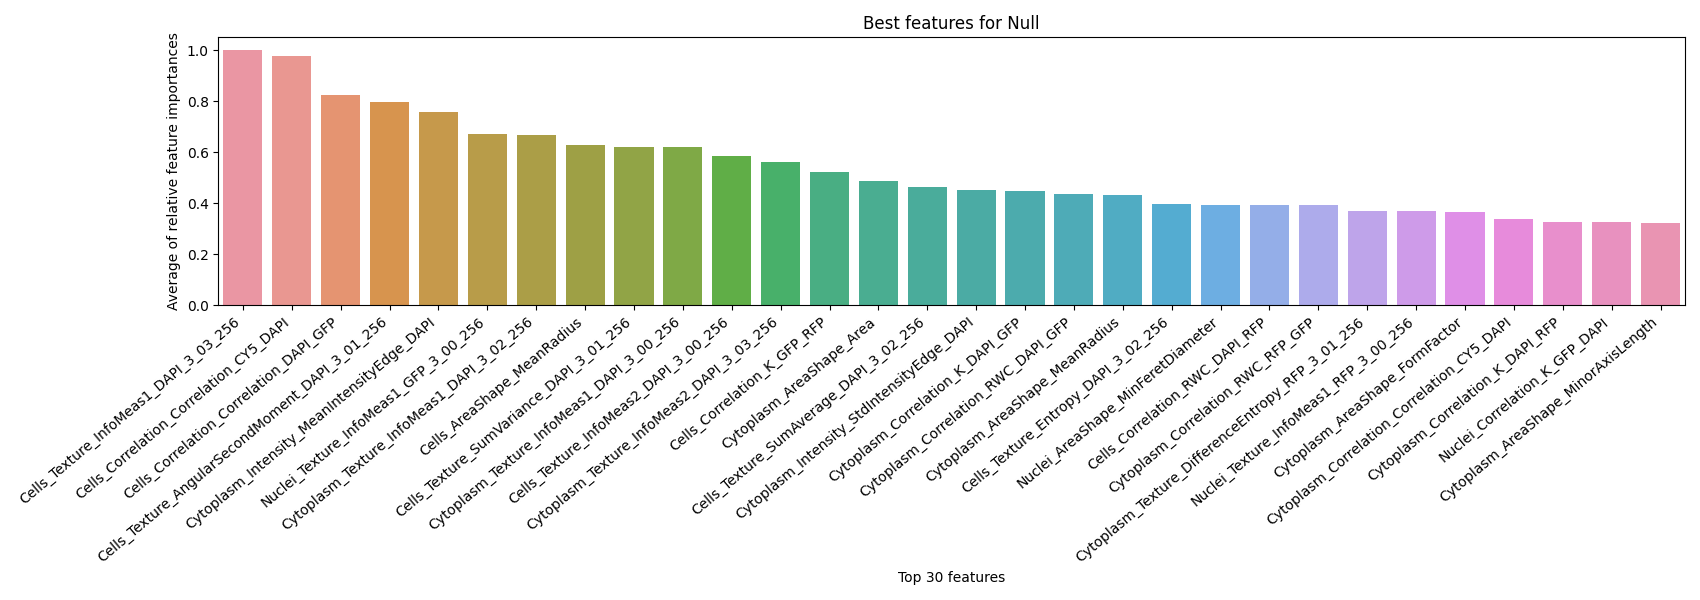 Best features for Null
Average of relative feature importances
1.0
0.8
0.6
0.4
0.2
0.0
Cells_Texture_InfoMeas1_DAPI_3_03_256
Cells_Correlation_Correlation_CY5_DAPI
Cells_Correlation_Correlation_DAPI_GFP
Cells_Texture_AngularSecondMoment_DAPI_3_01_256
Cytoplasm_Intensity_MeanIntensityEdge_DAPI
Nuclei_Texture_InfoMeas1_GFP_3_00_256
Cytoplasm_Texture_InfoMeas1_DAPI_3_02_256
Cells_AreaShape_MeanRadius
Cells_Texture_SumVariance_DAPI_3_01_256
Cytoplasm_Texture_InfoMeas1_DAPI_3_00_256
Cells_Texture_InfoMeas2_DAPI_3_00_256
Cytoplasm_Texture_InfoMeas2_DAPI_3_03_256
Cells_Correlation_K_GFP_RFP
Cytoplasm_AreaShape_Area
Cells_Texture_SumAverage_DAPI_3_02_256
Cytoplasm_Intensity_StdIntensityEdge_DAPI
Cytoplasm_Correlation_K_DAPI_GFP
Cytoplasm_Correlation_RWC_DAPI_GFP
Cytoplasm_AreaShape_MeanRadius
Cells_Texture_Entropy_DAPI_3_02_256
Nuclei_AreaShape_MinFeretDiameter
Cells_Correlation_RWC_DAPI_RFP
Cytoplasm_Correlation_RWC_RFP_GFP
Cytoplasm_Texture_DifferenceEntropy_RFP_3_01_256
Nuclei_Texture_InfoMeas1_RFP_3_00_256
Cytoplasm_AreaShape_FormFactor
Cytoplasm_Correlation_Correlation_CY5_DAPI
Cytoplasm_Correlation_K_DAPI_RFP
Nuclei_Correlation_K_GFP_DAPI
Cytoplasm_AreaShape_MinorAxisLength
Top 30 features